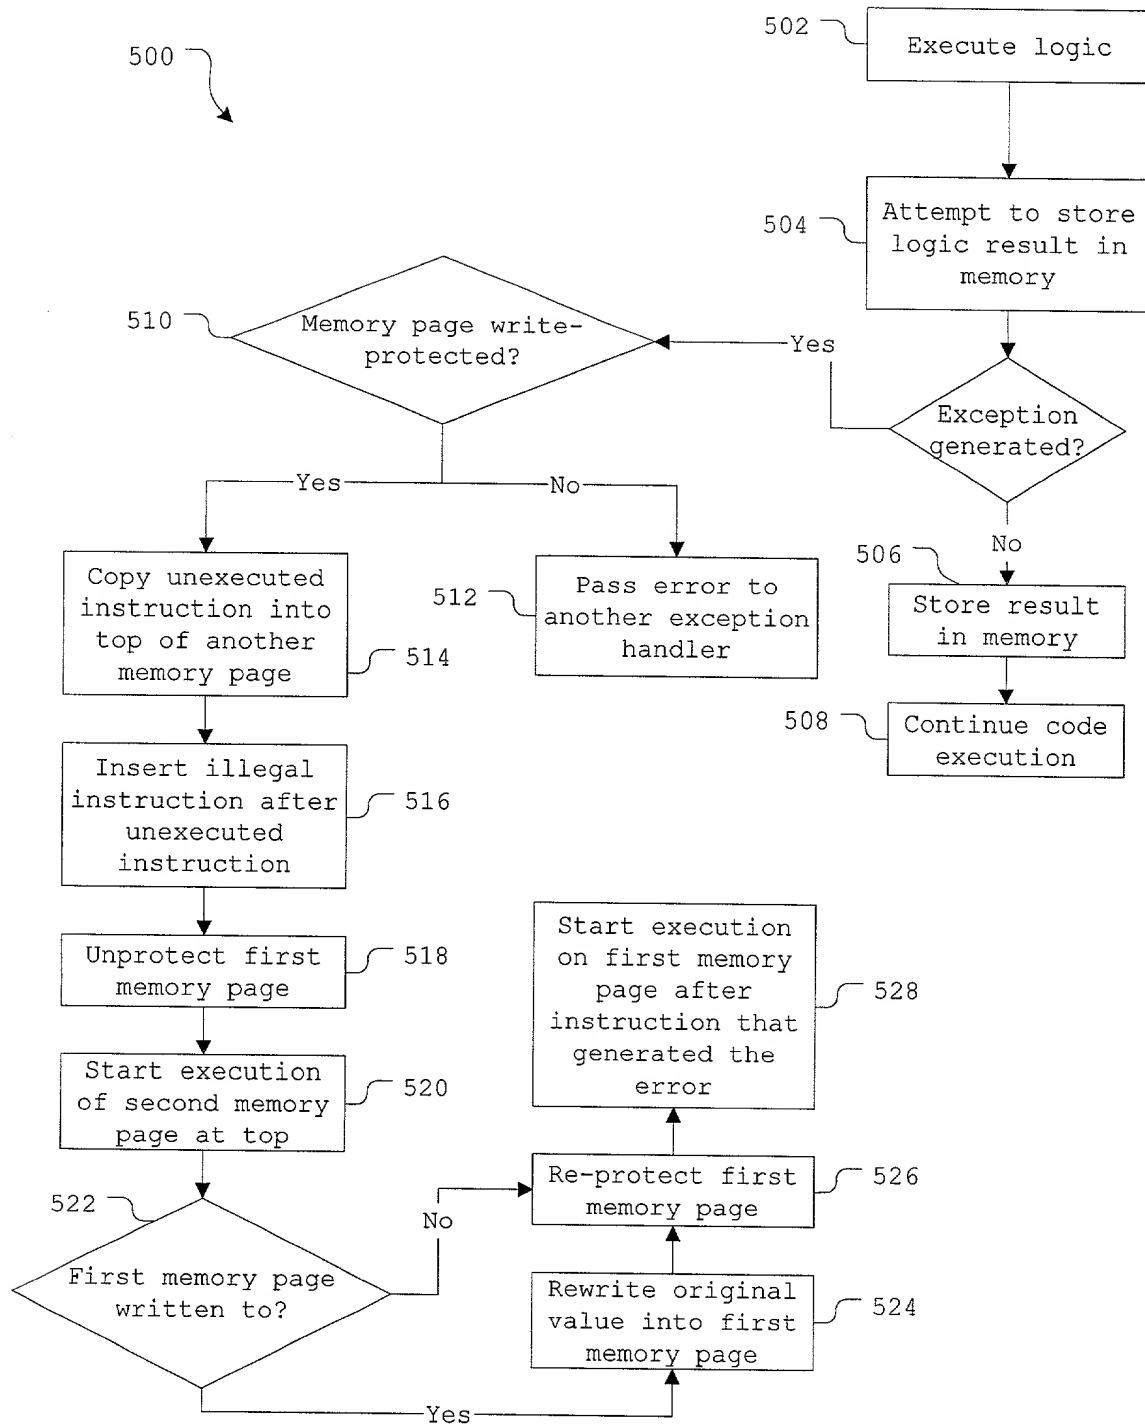 500
502
Execute logic
504
Attempt to store
logic result in
memory
510
Memory page write-
protected?
Yes
Exception
generated?
Yes
No
No
506
Store result
in memory
508
Continue code
execution
Copy unexecuted
instruction into
top of another
memory page
514
512
Pass error to
another exception
handler
Insert illegal
instruction after
unexecuted
instruction
516
Unprotect first
memory page
518
Start execution
of second memory
page at top
520
522
First memory page
written to?
No
Yes
Start execution
on first memory
page after
instruction that
generated the
error
528
Re-protect first
memory page
526
Rewrite original
value into first
memory page
524